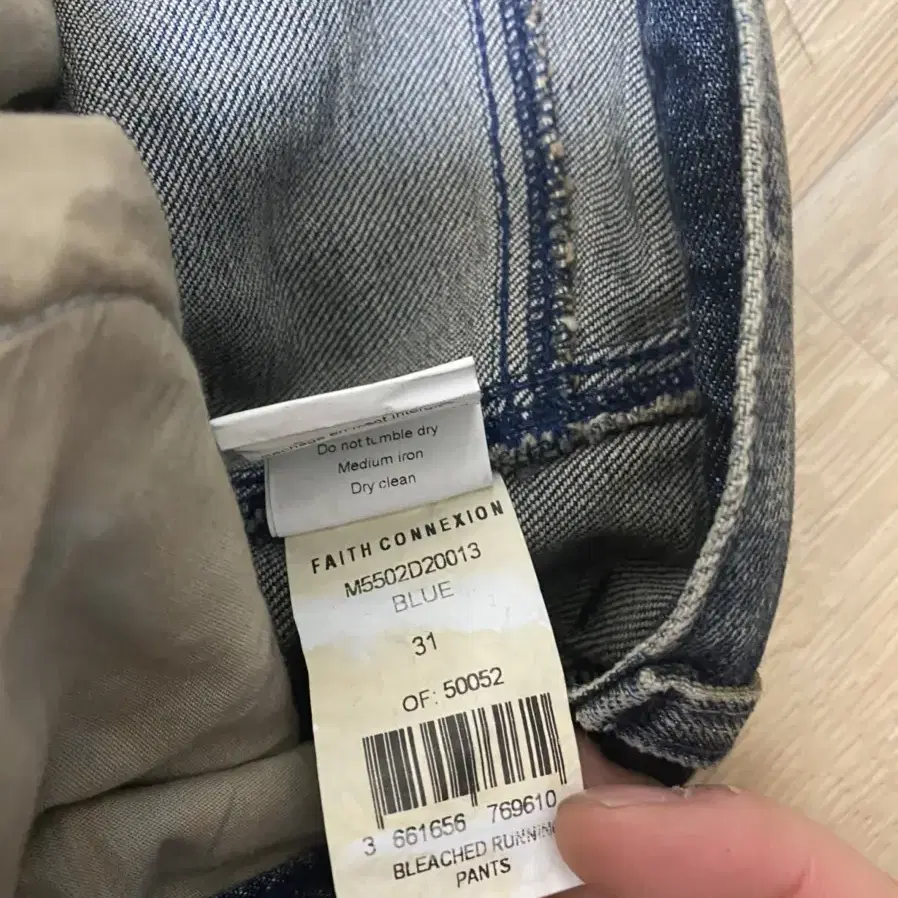 Do not tumble dry
Medium iron
Dry clean
FAITH CONNEXION
M5502D20013
BLUE
31
OF: 50052
3 661656 769610
BLEACHED RUNNING
PANTS